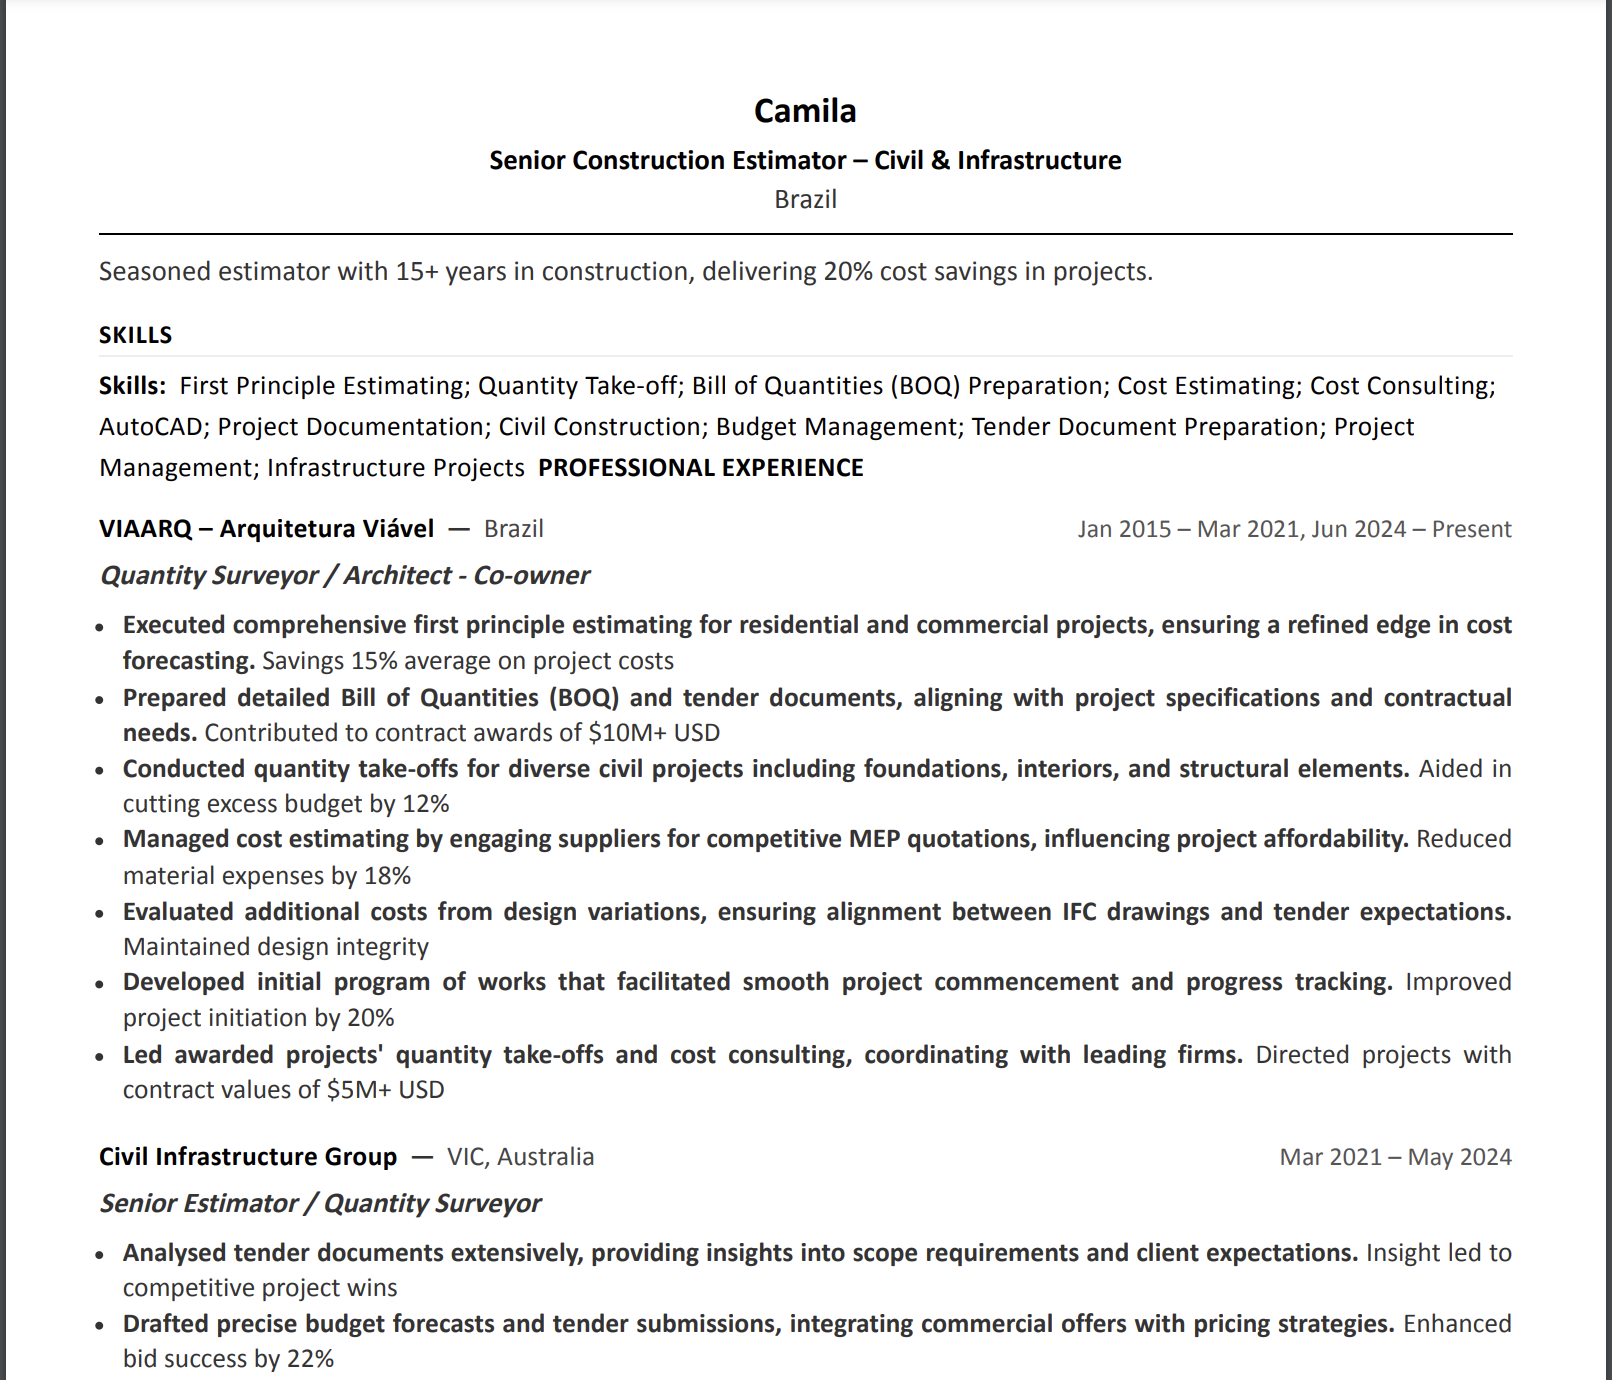 Camila
Senior Construction Estimator – Civil & Infrastructure
Brazil
Seasoned estimator with 15+ years in construction, delivering 20% cost savings in projects.
SKILLS
Skills: First Principle Estimating; Quantity Take-off; Bill of Quantities (BOQ) Preparation; Cost Estimating; Cost Consulting;
AutoCAD; Project Documentation; Civil Construction; Budget Management; Tender Document Preparation; Project
Management; Infrastructure Projects PROFESSIONAL EXPERIENCE
VIAARQ – Arquitetura Viável — Brazil Jan 2015 – Mar 2021, Jun 2024 – Present
Quantity Surveyor / Architect - Co-owner
• Executed comprehensive first principle estimating for residential and commercial projects, ensuring a refined edge in cost
forecasting. Savings 15% average on project costs
• Prepared detailed Bill of Quantities (BOQ) and tender documents, aligning with project specifications and contractual
needs. Contributed to contract awards of $10M+ USD
• Conducted quantity take-offs for diverse civil projects including foundations, interiors, and structural elements. Aided in
cutting excess budget by 12%
• Managed cost estimating by engaging suppliers for competitive MEP quotations, influencing project affordability. Reduced
material expenses by 18%
• Evaluated additional costs from design variations, ensuring alignment between IFC drawings and tender expectations.
Maintained design integrity
• Developed initial program of works that facilitated smooth project commencement and progress tracking. Improved
project initiation by 20%
• Led awarded projects' quantity take-offs and cost consulting, coordinating with leading firms. Directed projects with
contract values of $5M+ USD
Civil Infrastructure Group — VIC, Australia Mar 2021 – May 2024
Senior Estimator / Quantity Surveyor
• Analysed tender documents extensively, providing insights into scope requirements and client expectations. Insight led to
competitive project wins
• Drafted precise budget forecasts and tender submissions, integrating commercial offers with pricing strategies. Enhanced
bid success by 22%